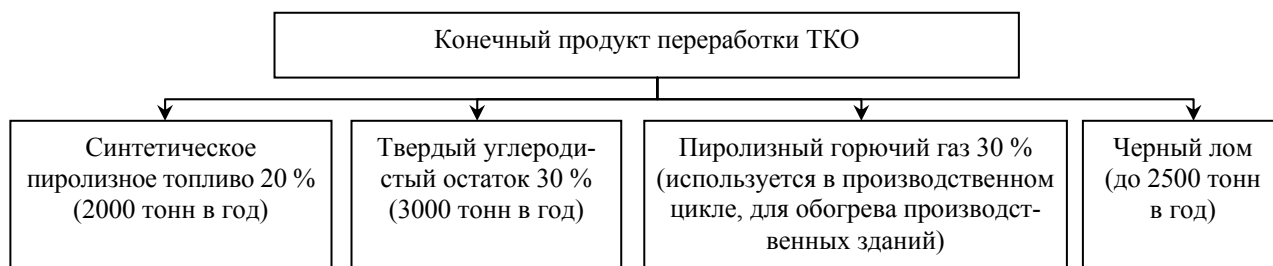 Конечный продукт переработки ТКО
Синтетическое
пиролизное топливо 20 %
(2000 тонн в год)
Твердый углероди-
стый остаток 30 %
(3000 тонн в год)
Пиролизный горючий газ 30 %
(используется в производственном
цикле, для обогрева производст-
венных зданий)
Черный лом
(до 2500 тонн
в год)